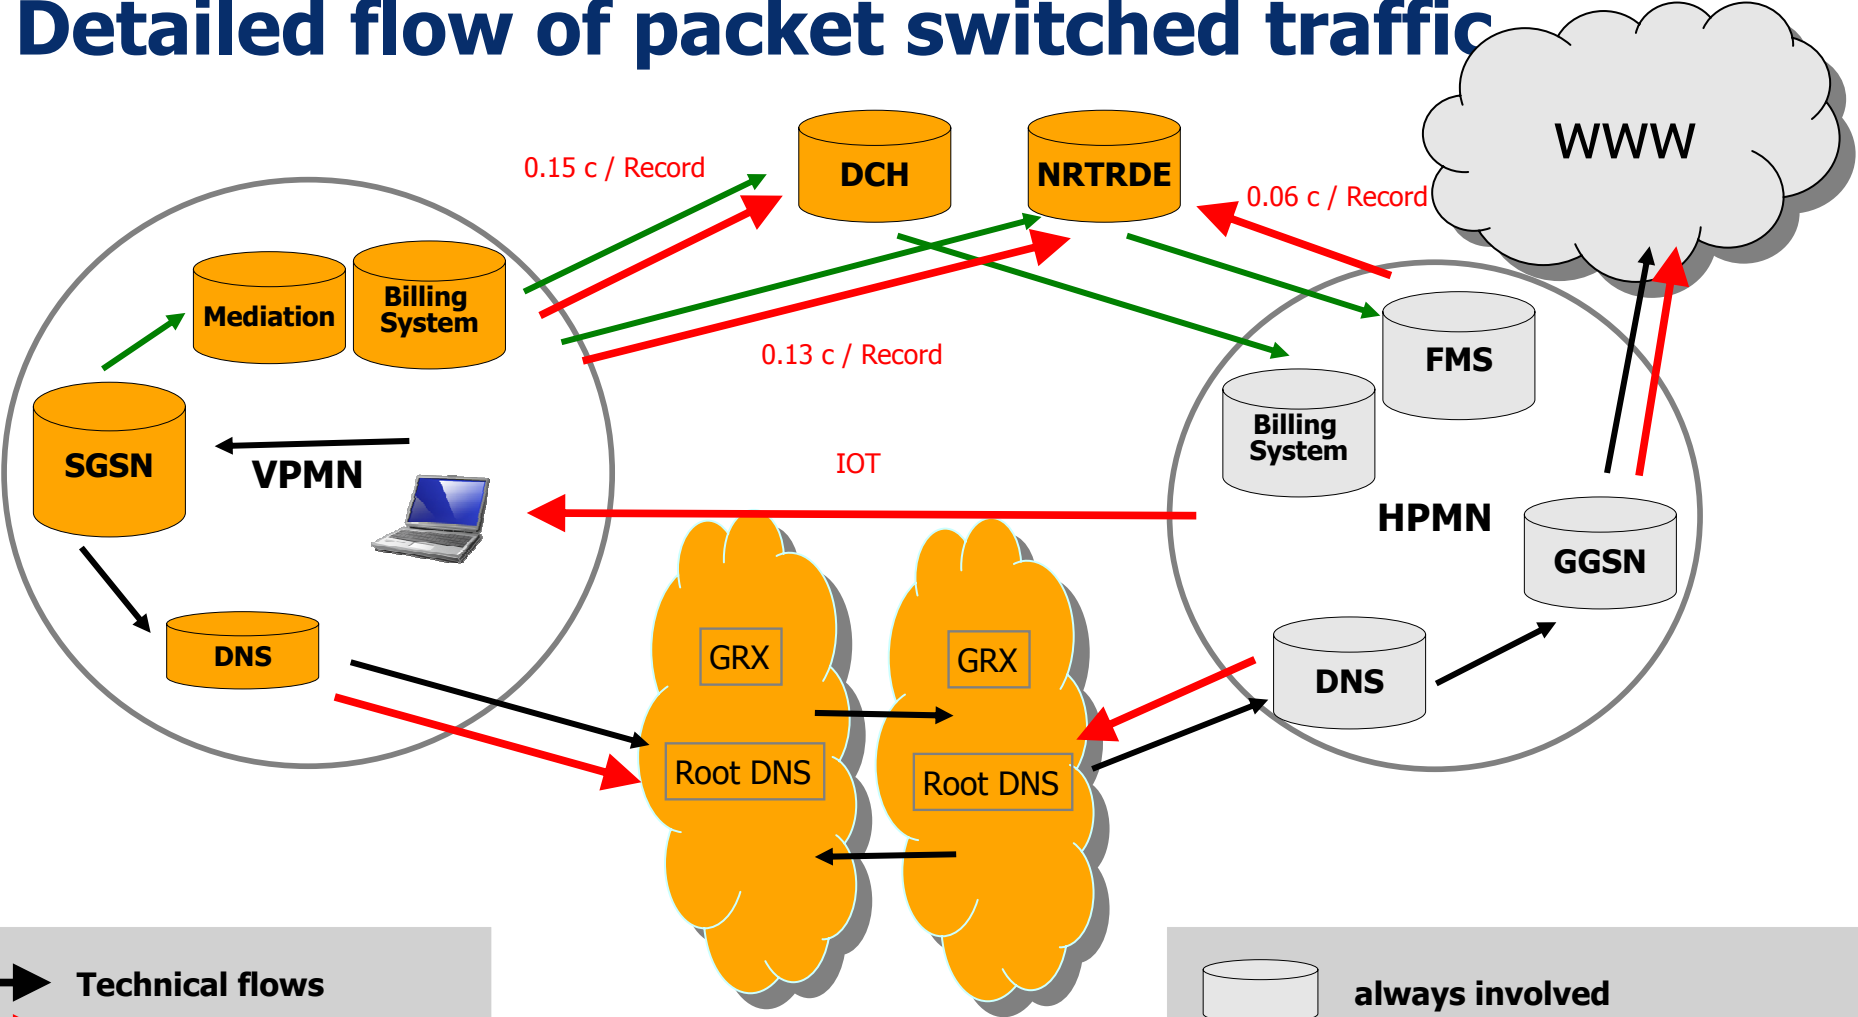 Detailed flow of packet switched traffic
WWW
DCH
NRTRDE
0.15 c / Record
0.06 c / Record
Mediation
Billing
System
0.13 c / Record
FMS
Billing
System
SGSN
VPMN
IOT
HPMN
GGSN
DNS
GRX
GRX
DNS
Root DNS
Root DNS
Technical flows
always involved